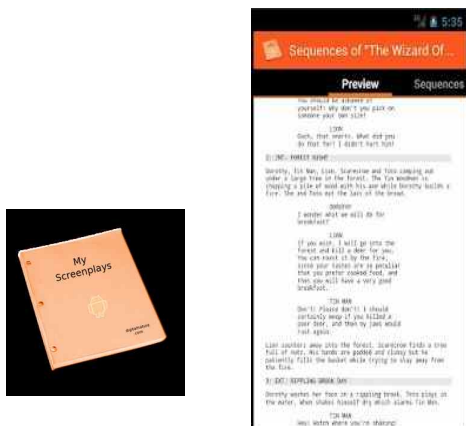 My
Screenplays
5:35
Sequences of "The Wizard Of...
Preview
Sequences
You should be ashamed of
yourself! Why don't you pick on
someone your own size?
LION
Ouch, that smarts. What did you
do that for? I didn't hurt him!
2: INT. FOREST NIGHT
Dorothy, Tin Man, Lion, Scarecrow and Toto camping out
under a large tree in the forest. The Tin Woodman is
chopping a pile of wood with his axe while Dorothy builds a
fire. She and Toto eat the last of the bread.
DOROTHY
I wonder what we will do for
breakfast?
LION
If you wish, I will go into the
forest and kill a deer for you.
You can roast it by the fire,
since your tastes are so peculiar
that you prefer cooked food, and
then you will have a very good
breakfast.
TIN MAN
Don't! Please don't! I should
certainly weep if you killed a
poor deer, and then my jaws would
rust again.
Lion saunters away into the forest. Scarecrow finds a tree
full of nuts. His hands are padded and clumsy but he
patiently fills the basket while trying to stay away from
the fire.
3: EXT. RIPPLING BROOK DAY
Dorothy washes her face in a rippling brook. Toto plays in
the water. When shakes himself dry which alarms Tin Man.
TIN MAN
Hey! Watch where you're shaking!